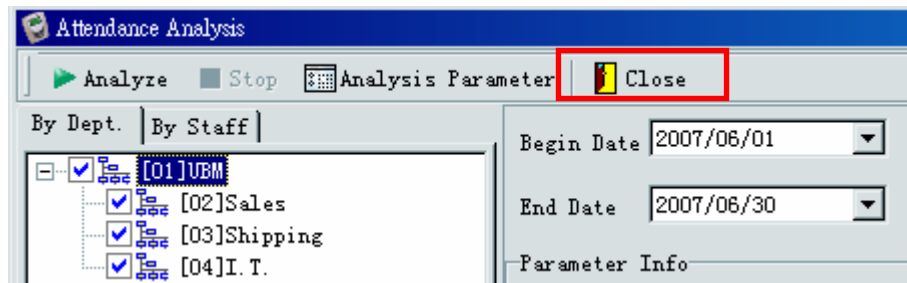 Attendance Analysis
Analyze Stop Analysis Parameter Close
By Dept. By Staff
Begin Date 2007/06/01
[01]UBM
[02]Sales
End Date 2007/06/30
[03]Shipping
[04]I.T.
Parameter Info